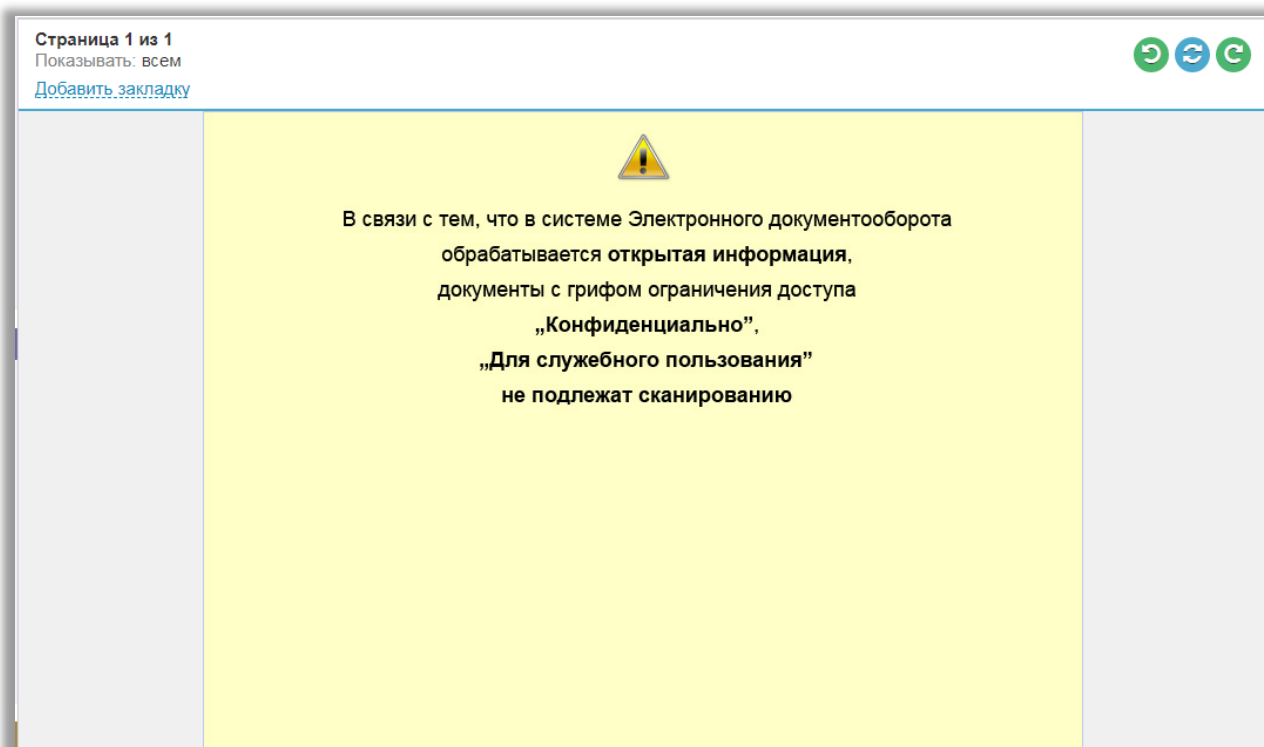 Страница 1 из 1
Показывать: всем
Добавить закладку
В связи с тем, что в системе Электронного документооборота
обрабатывается открытая информация,
документы с грифом ограничения доступа
„Конфиденциально”,
„Для служебного пользования”
не подлежат сканированию